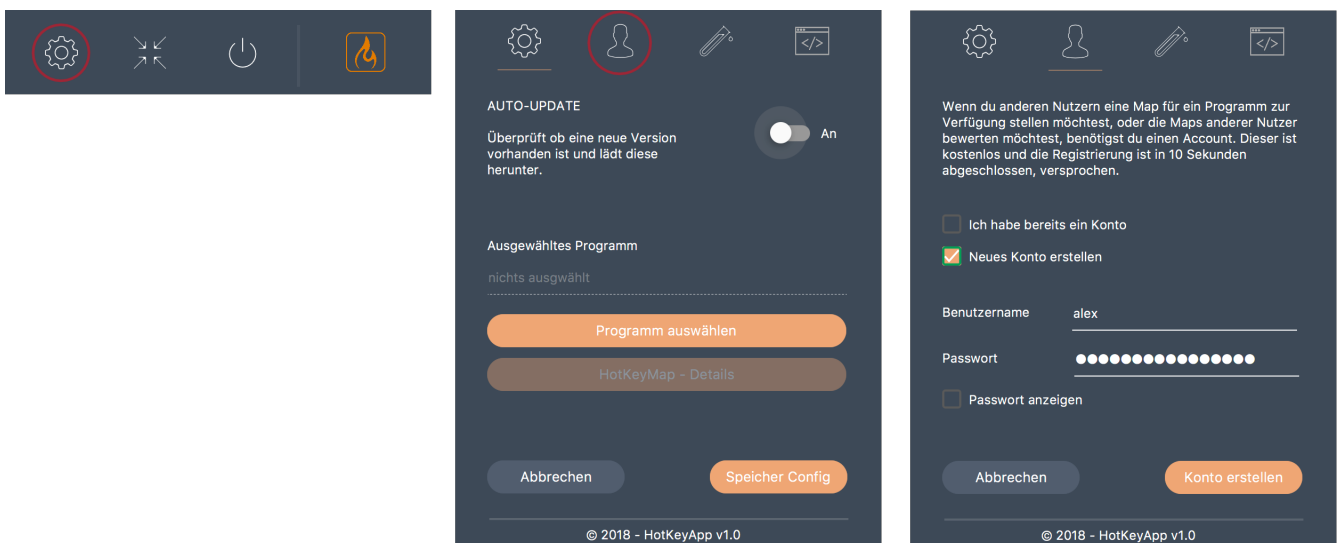 AUTO-UPDATE
Überprüft ob eine neue Version
vorhanden ist und lädt diese
herunter.
An
Ausgewähltes Programm
nichts ausgwählt
Programm auswählen
HotKeyMap - Details
Abbrechen
Speicher Config
© 2018 - HotKeyApp v1.0
</>
Wenn du anderen Nutzern eine Map für ein Programm zur
Verfügung stellen möchtest, oder die Maps anderer Nutzer
bewerten möchtest, benötigst du einen Account. Dieser ist
kostenlos und die Registrierung ist in 10 Sekunden
abgeschlossen, versprochen.
Ich habe bereits ein Konto
Neues Konto erstellen
Benutzername
alex
Passwort
●●●●●●●●●●●●●●●●
Passwort anzeigen
Abbrechen
Konto erstellen
© 2018 - HotKeyApp v1.0